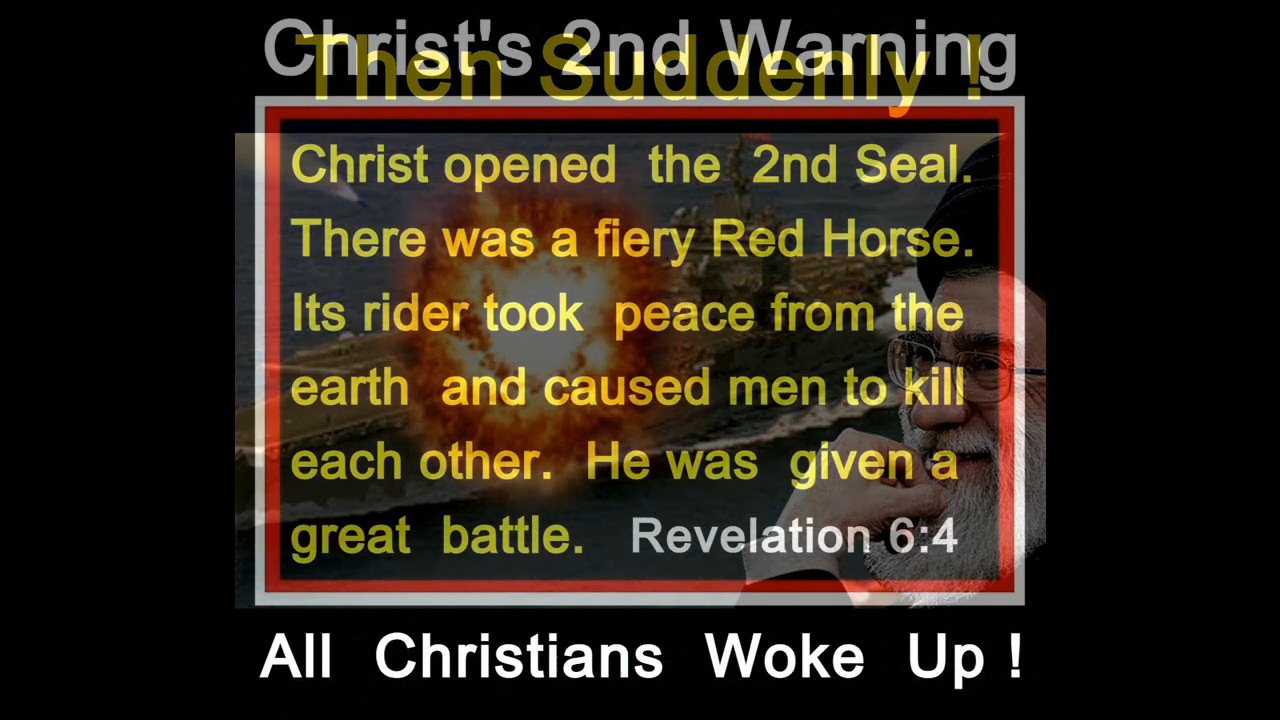 Christ's 2nd Warning
Then Suddenly !
Christ opened the 2nd Seal.
There was a fiery Red Horse.
Its rider took peace from the
earth and caused men to kill
each other. He was given a
great battle. Revelation 6:4
All Christians Woke Up !